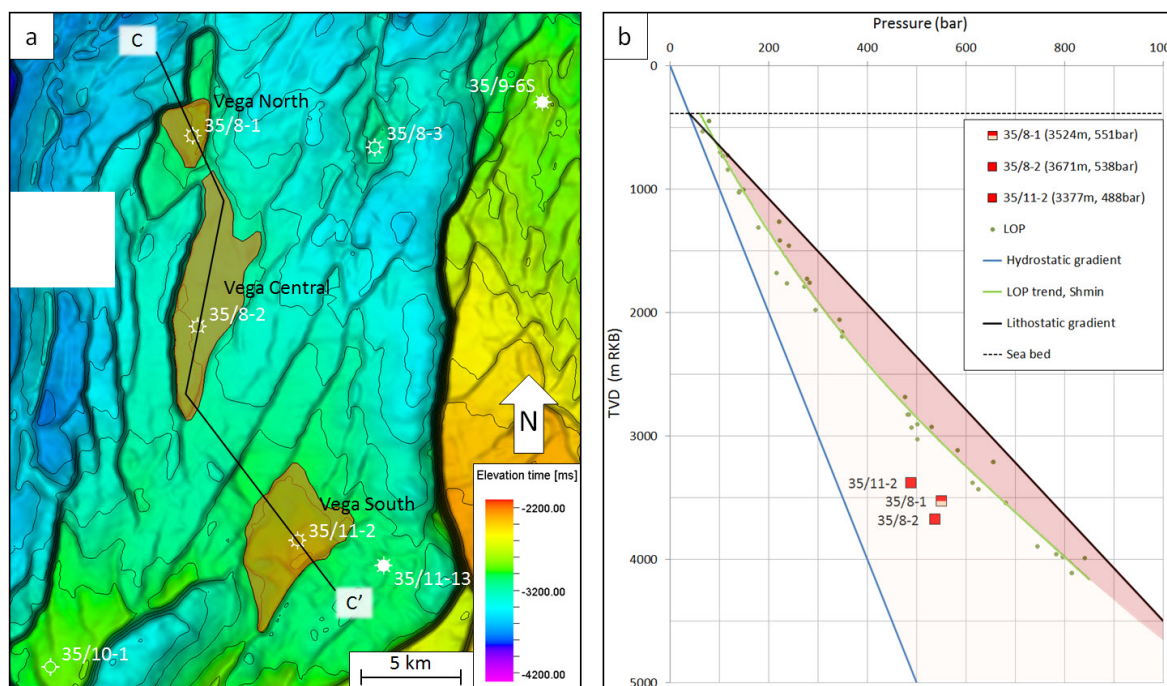 a
C
35/9-6S
Vega North
35/8-1
35/8-3
Vega Central
35/8-2
N
Elevation time [ms]
-2200.00
-3200.00
-4200.00
Vega South
35/11-2
35/11-13
C'
35/10-1
5 km
b
Pressure (bar)
0 200 400 600 800 1000
0
1000
2000
3000
4000
5000
TVD (m RKB)
35/8-1 (3524m, 551bar)
35/8-2 (3671m, 538bar)
35/11-2 (3377m, 488bar)
LOP
Hydrostatic gradient
LOP trend, Shmin
Lithostatic gradient
Sea bed
35/11-2
35/8-1
35/8-2